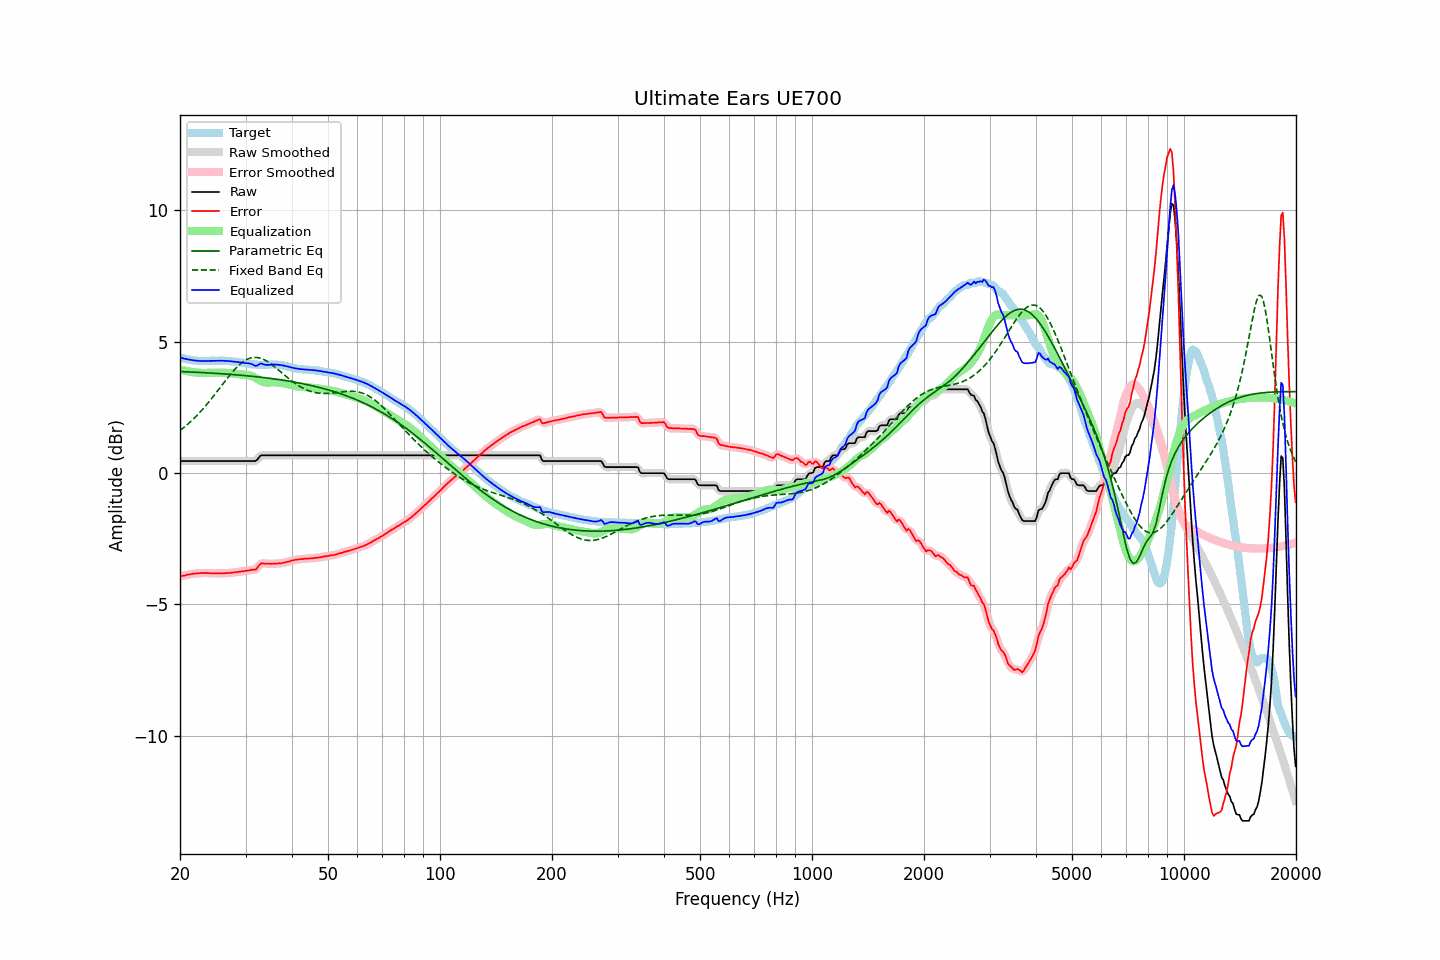 Ultimate Ears UE700
Target
Raw Smoothed
Error Smoothed
Raw
Error
Equalization
Parametric Eq
Fixed Band Eq
Equalized
Amplitude (dBr)
10
5
0
−5
−10
20
50
100
200
500
1000
2000
5000
10000
20000
Frequency (Hz)